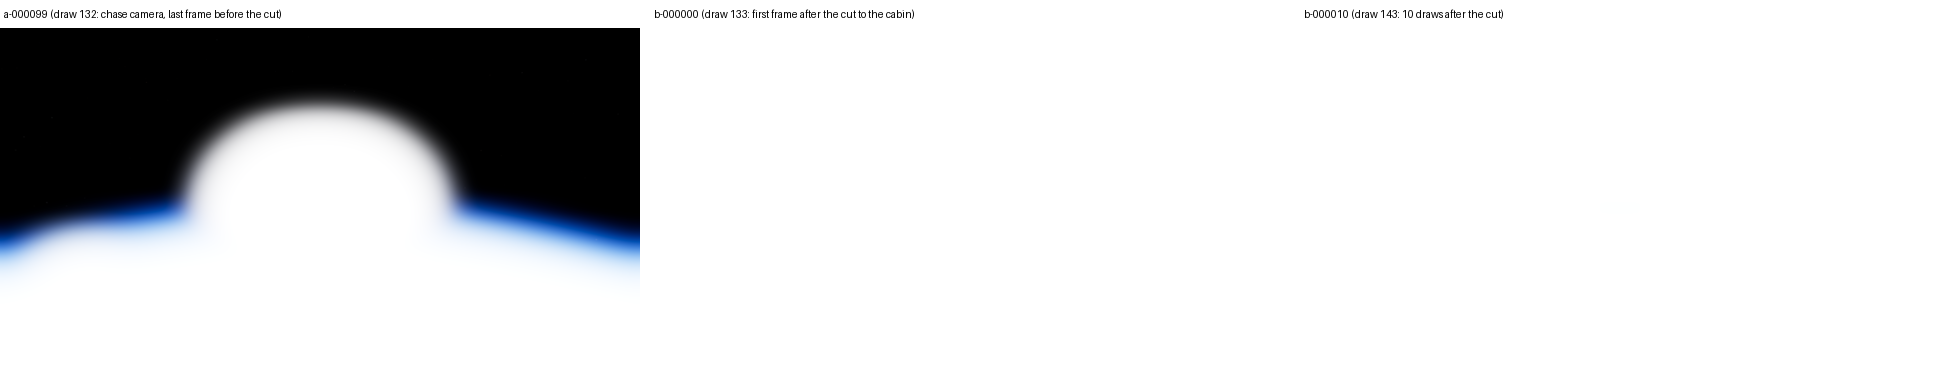 a-000099 (draw 132: chase camera, last frame before the cut)
b-000000 (draw 133: first frame after the cut to the cabin)
b-000010 (draw 143: 10 draws after the cut)